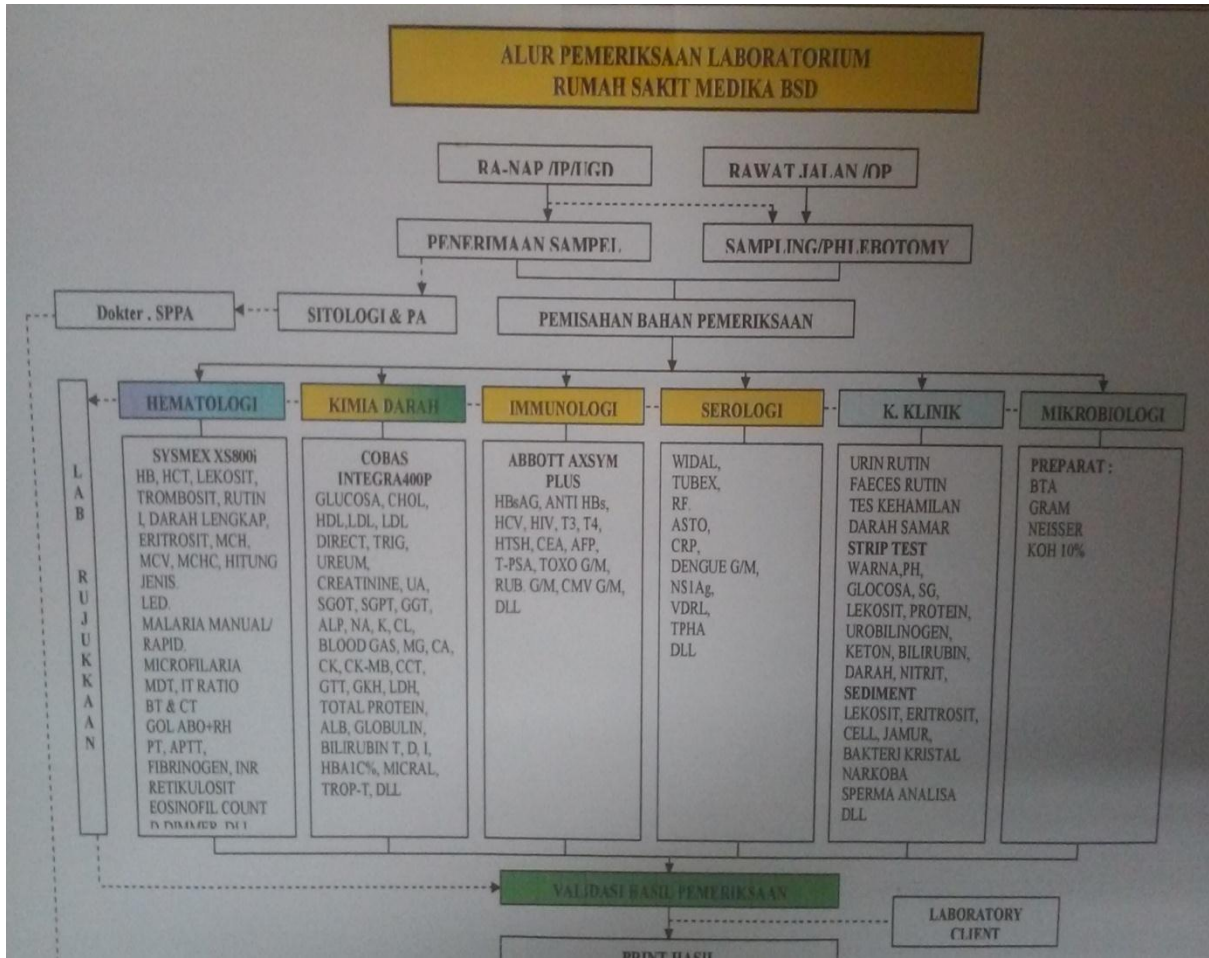 ALUR PEMERIKSAAN LABORATORIUM
RUMAH SAKIT MEDIKA BSD
RA-NAP /IP/UGD
RAWAT JALAN /OP
PENERIMAAN SAMPEL
SAMPLING/PHLEBOTOMY
Dokter . SPPA
SITOLOGI & PA
PEMISAHAN BAHAN PEMERIKSAAN
LAB RUJUKKAAN
HEMATOLOGI
SYSMEX XS800i
HB, HCT, LEKOSIT,
TROMBOSIT, RUTIN
I, DARAH LENGKAP,
ERITROSIT, MCH,
MCV, MCHC, HITUNG
JENIS.
LED.
MALARIA MANUAL/
RAPID.
MICROFILARIA
MDT, IT RATIO
BT & CT
GOL ABO+RH
PT, APTT,
FIBRINOGEN, INR
RETIKULOSIT
EOSINOFIL COUNT
D DIMMER, DLL
KIMIA DARAH
COBAS
INTEGRA400P
GLUCOSA, CHOL,
HDL,LDL, LDL
DIRECT, TRIG,
UREUM,
CREATININE, UA,
SGOT, SGPT, GGT,
ALP, NA, K, CL,
BLOOD GAS, MG, CA,
CK, CK-MB, CCT,
GTT, GKH, LDH,
TOTAL PROTEIN,
ALB, GLOBULIN,
BILIRUBIN T, D, I,
HBA1C%, MICRAL,
TROP-T, DLL
IMMUNOLOGI
ABBOTT AXSYM
PLUS
HBsAG, ANTI HBs,
HCV, HIV, T3, T4,
HTSH, CEA, AFP,
T-PSA, TOXO G/M,
RUB. G/M, CMV G/M,
DLL
SEROLOGI
WIDAL,
TUBEX,
RF.
ASTO,
CRP,
DENGUE G/M,
NS1Ag,
VDRL,
TPHA
DLL
K. KLINIK
URIN RUTIN
FAECES RUTIN
TES KEHAMILAN
DARAH SAMAR
STRIP TEST
WARNA,PH,
GLOCOSA, SG,
LEKOSIT, PROTEIN,
UROBILINOGEN,
KETON, BILIRUBIN,
DARAH, NITRIT,
SEDIMENT
LEKOSIT, ERITROSIT,
CELL, JAMUR,
BAKTERI KRISTAL
NARKOBA
SPERMA ANALISA
DLL
MIKROBIOLOGI
PREPARAT :
BTA
GRAM
NEISSER
KOH 10%
VALIDASI HASIL PEMERIKSAAN
LABORATORY
CLIENT
PRINT HASIL